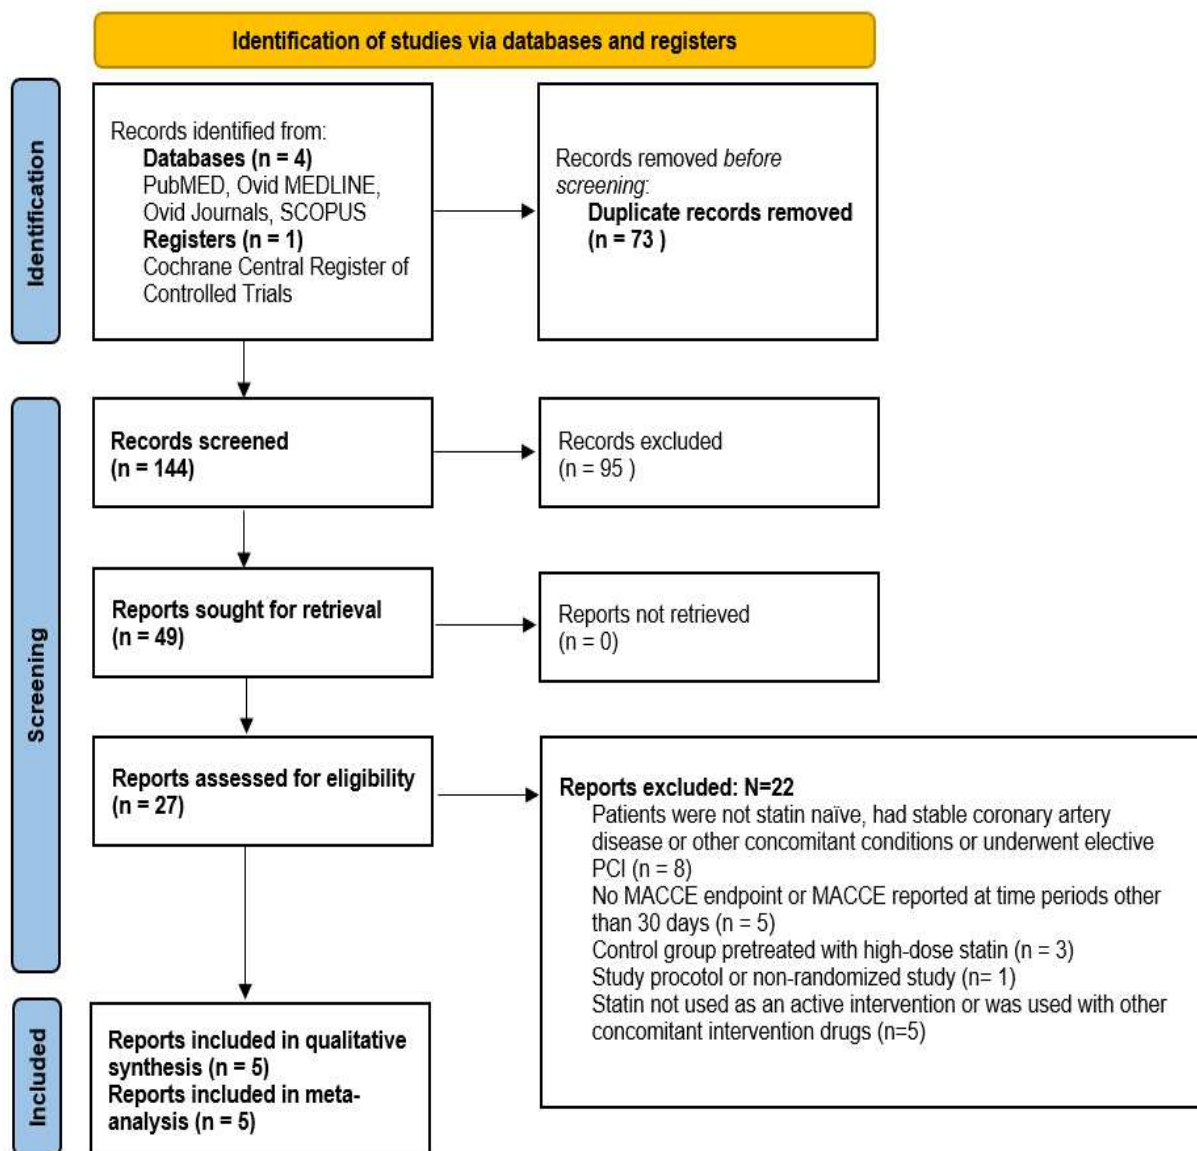 Identification of studies via databases and registers
Identification
Records identified from:
Databases (n = 4)
PubMED, Ovid MEDLINE,
Ovid Journals, SCOPUS
Registers (n = 1)
Cochrane Central Register of
Controlled Trials
Records removed before
screening:
Duplicate records removed
(n = 73 )
Screening
Records screened
(n = 144)
Records excluded
(n = 95 )
Reports sought for retrieval
(n = 49)
Reports not retrieved
(n = 0)
Reports assessed for eligibility
(n = 27)
Reports excluded: N=22
Patients were not statin naïve, had stable coronary artery
disease or other concomitant conditions or underwent elective
PCI (n = 8)
No MACCE endpoint or MACCE reported at time periods other
than 30 days (n = 5)
Control group pretreated with high-dose statin (n = 3)
Study procotol or non-randomized study (n= 1)
Statin not used as an active intervention or was used with other
concomitant intervention drugs (n=5)
Included
Reports included in qualitative
synthesis (n = 5)
Reports included in meta-
analysis (n = 5)